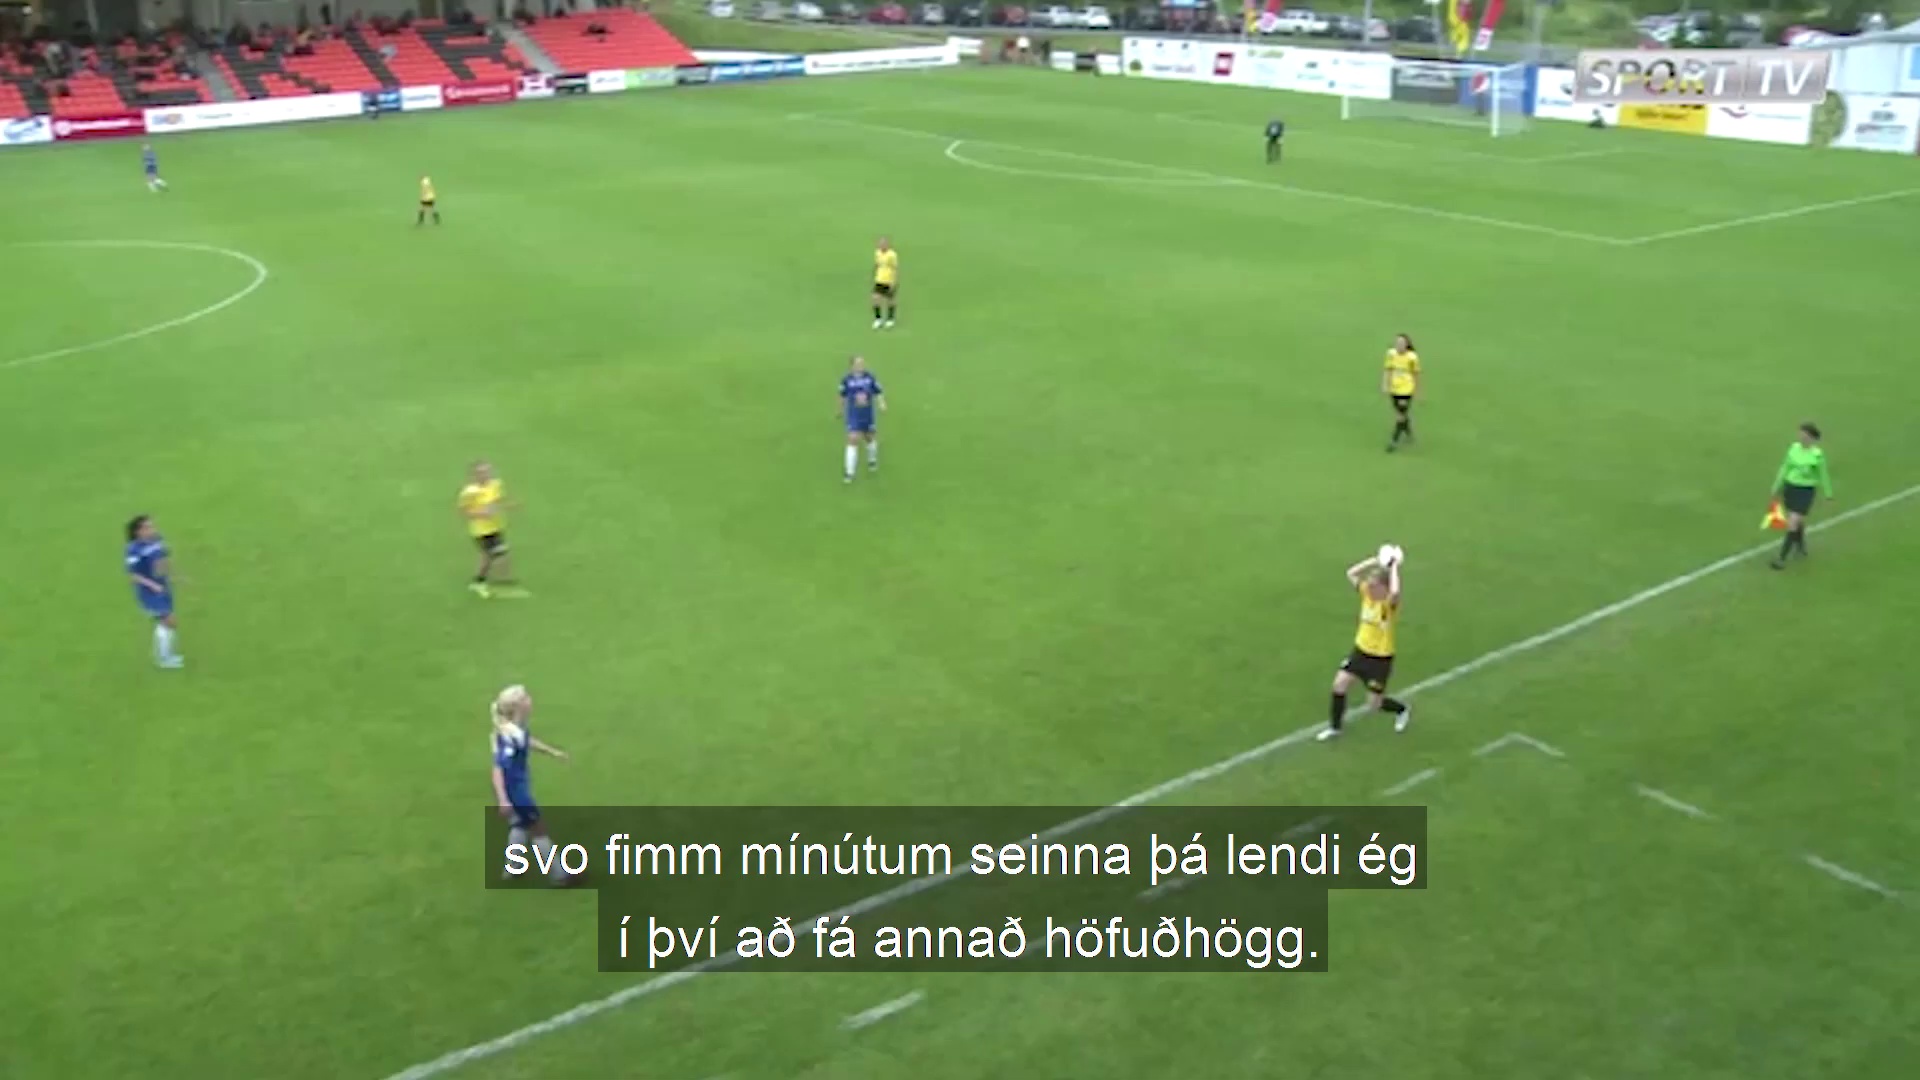 SPORT TV
svo fimm mínútum seinna þá lendi ég
í því að fá annað höfuðhögg.